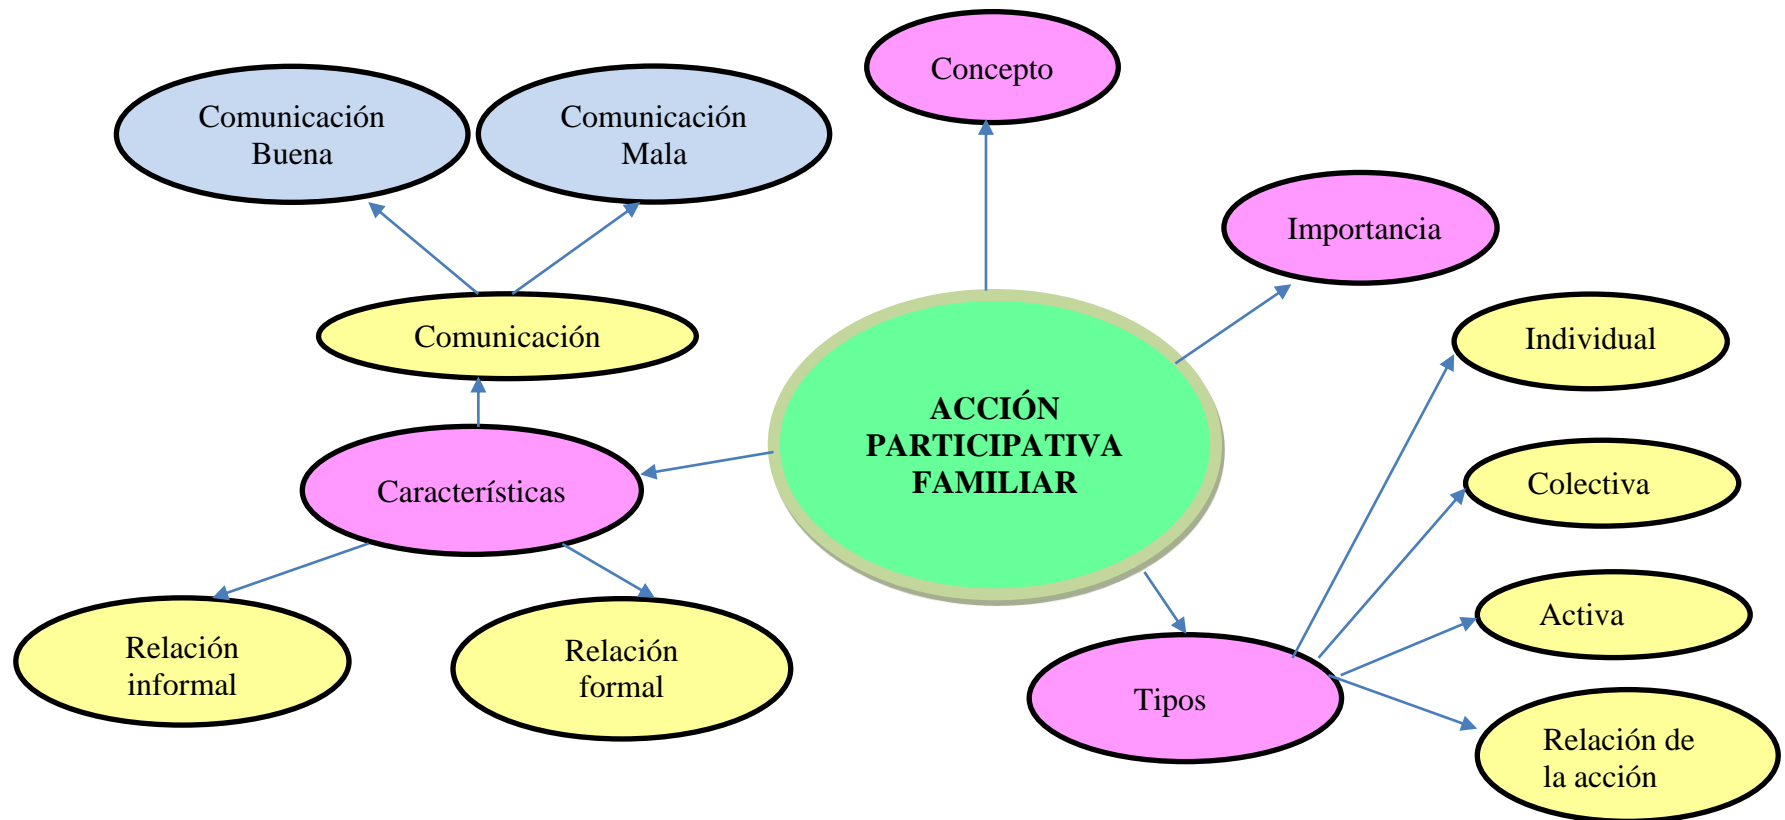 Concepto
Comunicación
Buena
Comunicación
Mala
Importancia
Comunicación
Individual
ACCIÓN
PARTICIPATIVA
FAMILIAR
Características
Colectiva
Activa
Relación
informal
Relación
formal
Tipos
Relación de
la acción